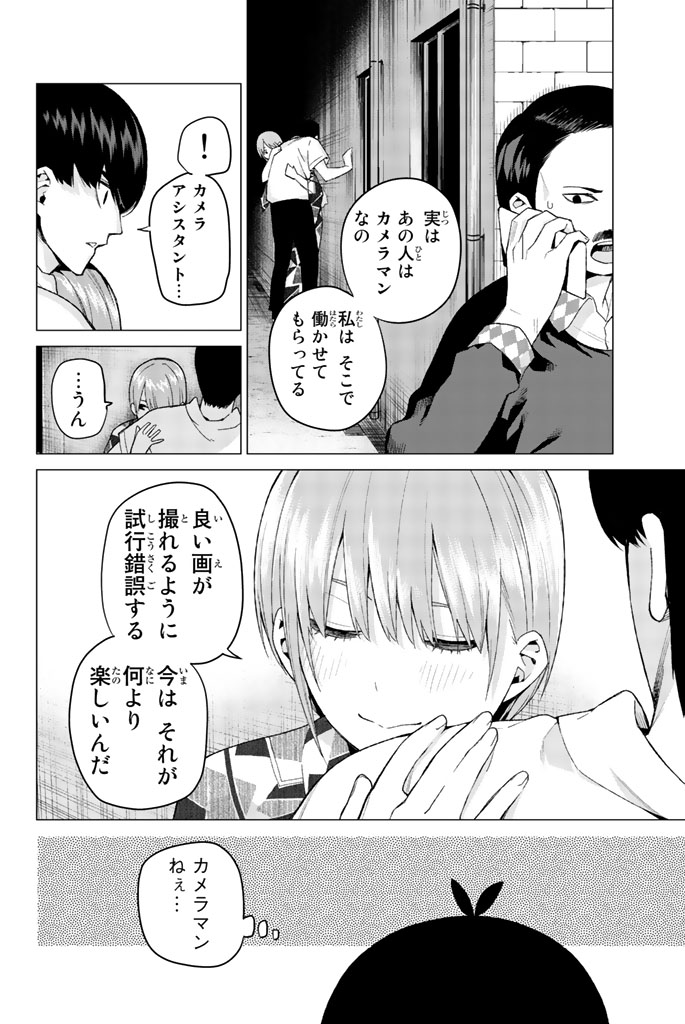 実は
あの人は
カメラマン
なの
私は そこで
働かせて
もらってる
！
カメラ
アシスタント…
…うん
良い画が
撮れるように
試行錯誤する
今は それが
何より
楽しいんだ
カメラマン
ねぇ…